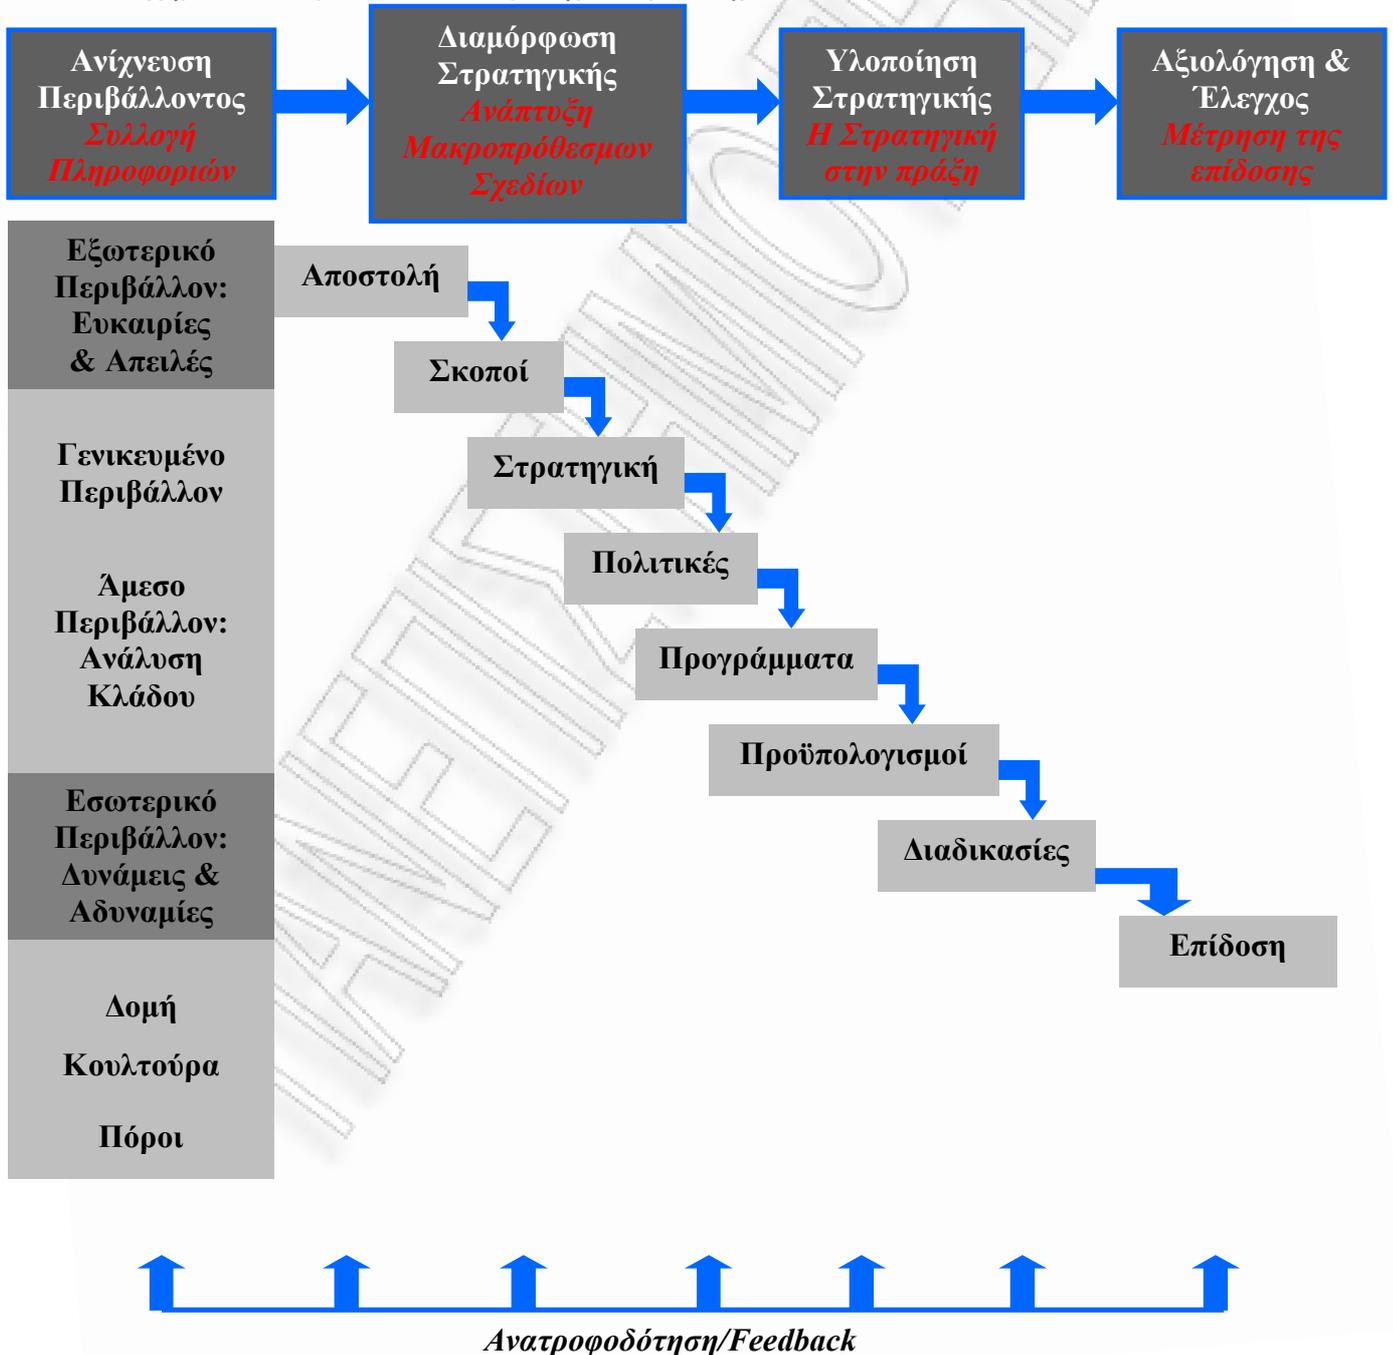 Ανίχνευση
Περιβάλλοντος
Συλλογή
Πληροφοριών
Διαμόρφωση
Στρατηγικής
Ανάπτυξη
Μακροπρόθεσμων
Σχεδίων
Υλοποίηση
Στρατηγικής
Η Στρατηγική
στην πράξη
Αξιολόγηση &
Έλεγχος
Μέτρηση της
επίδοσης
Εξωτερικό
Περιβάλλον:
Ευκαιρίες
& Απειλές
Γενικευμένο
Περιβάλλον
Άμεσο
Περιβάλλον:
Ανάλυση
Κλάδου
Εσωτερικό
Περιβάλλον:
Δυνάμεις &
Αδυναμίες
Δομή
Κουλτούρα
Πόροι
Αποστολή
Σκοποί
Στρατηγική
Πολιτικές
Προγράμματα
Προϋπολογισμοί
Διαδικασίες
Επίδοση
Ανατροφοδότηση/Feedback